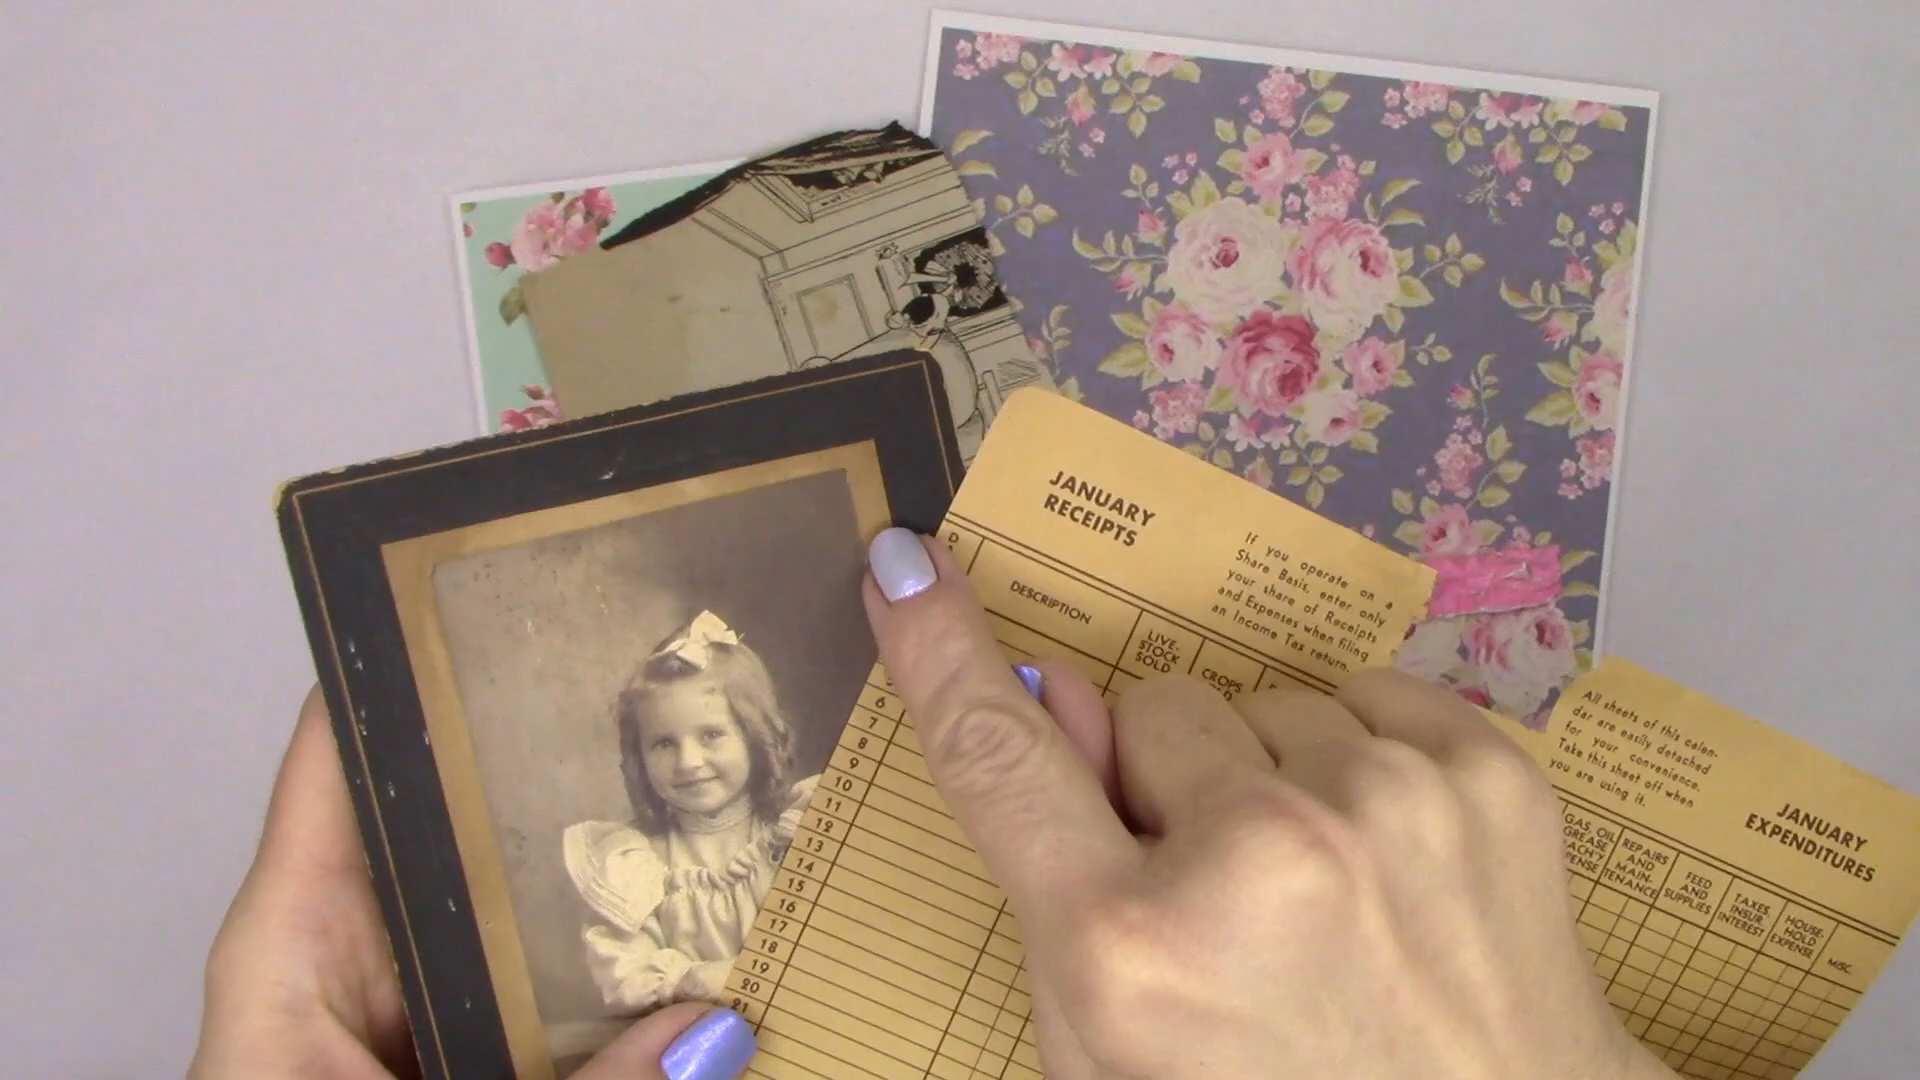 JANUARY
RECEIPTS
If you operate on a
Share Basis, enter only
your share of Receipts
and Expenses when filing
an Income Tax return.
D
DESCRIPTION
LIVE-
STOCK
SOLD
CROPS
6
7
8
9
10
11
12
13
14
15
16
17
18
19
20
21
All sheets of this calen-
dar are easily detached
for your convenience.
Take this sheet off when
you are using it.
JANUARY
EXPENDITURES
GAS, OIL
GREASE
REPAIRS
AND
MAIN-
TENANCE
FEED
AND
SUPPLIES
TAXES,
INSUR.
INTEREST
HOUSE-
HOLD
EXPENSE
MISC.